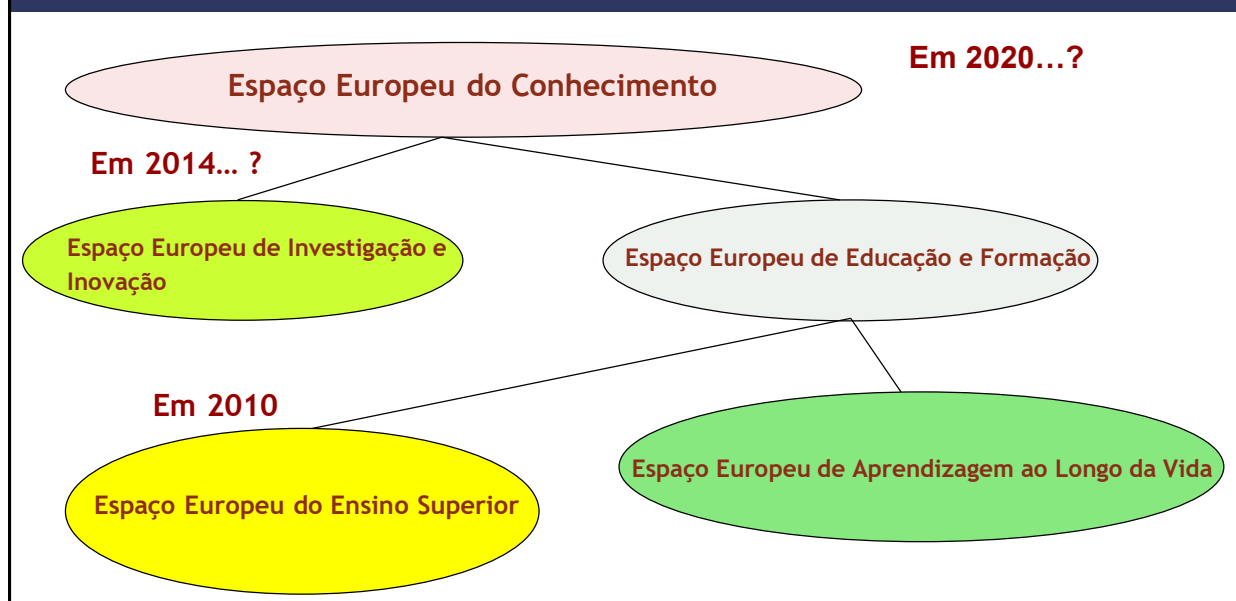 Em 2020…?
Espaço Europeu do Conhecimento
Em 2014… ?
Espaço Europeu de Investigação e
Inovação
Espaço Europeu de Educação e Formação
Em 2010
Espaço Europeu de Aprendizagem ao Longo da Vida
Espaço Europeu do Ensino Superior